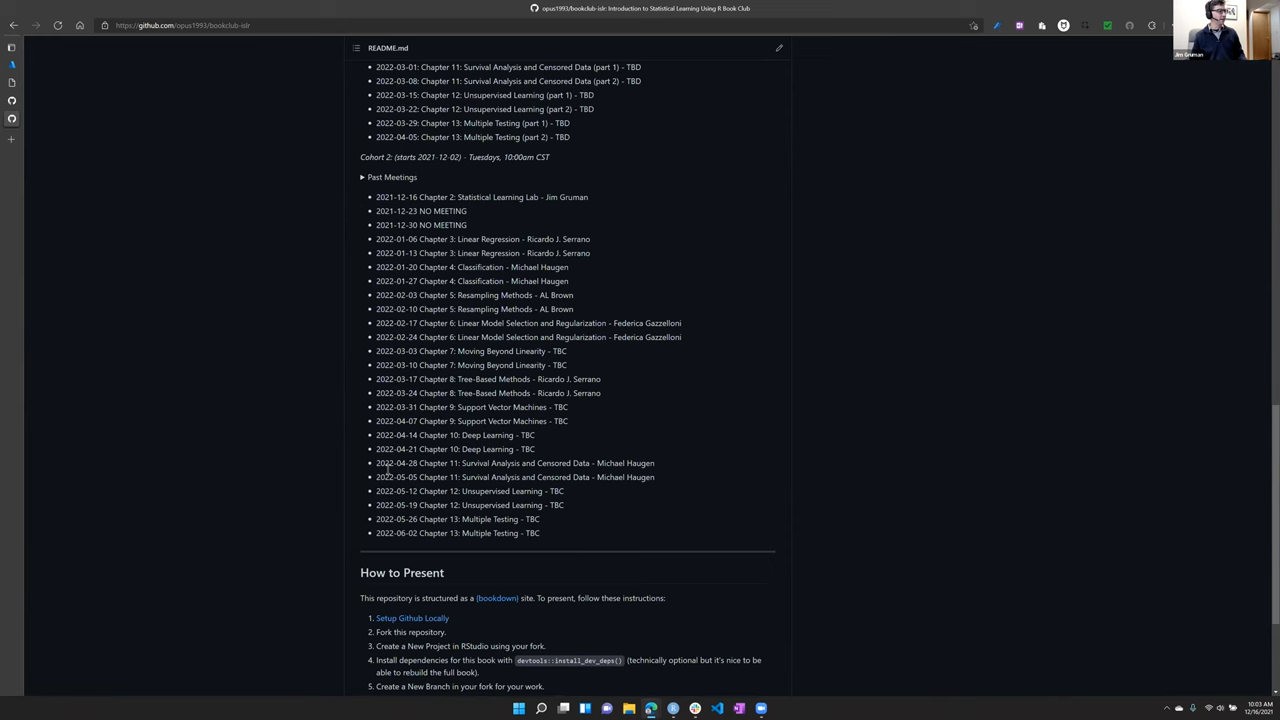 opus1993/bookclub-islr: Introduction to Statistical Learning Using R Book Club
https://github.com/opus1993/bookclub-islr
Jim Gruman
README.md
2022-03-01: Chapter 11: Survival Analysis and Censored Data (part 1) - TBD
2022-03-08: Chapter 11: Survival Analysis and Censored Data (part 2) - TBD
2022-03-15: Chapter 12: Unsupervised Learning (part 1) - TBD
2022-03-22: Chapter 12: Unsupervised Learning (part 2) - TBD
2022-03-29: Chapter 13: Multiple Testing (part 1) - TBD
2022-04-05: Chapter 13: Multiple Testing (part 2) - TBD
Cohort 2: (starts 2021-12-02) - Tuesdays, 10:00am CST
Past Meetings
2021-12-16 Chapter 2: Statistical Learning Lab - Jim Gruman
2021-12-23 NO MEETING
2021-12-30 NO MEETING
2022-01-06 Chapter 3: Linear Regression - Ricardo J. Serrano
2022-01-13 Chapter 3: Linear Regression - Ricardo J. Serrano
2022-01-20 Chapter 4: Classification - Michael Haugen
2022-01-27 Chapter 4: Classification - Michael Haugen
2022-02-03 Chapter 5: Resampling Methods - AL Brown
2022-02-10 Chapter 5: Resampling Methods - AL Brown
2022-02-17 Chapter 6: Linear Model Selection and Regularization - Federica Gazzelloni
2022-02-24 Chapter 6: Linear Model Selection and Regularization - Federica Gazzelloni
2022-03-03 Chapter 7: Moving Beyond Linearity - TBC
2022-03-10 Chapter 7: Moving Beyond Linearity - TBC
2022-03-17 Chapter 8: Tree-Based Methods - Ricardo J. Serrano
2022-03-24 Chapter 8: Tree-Based Methods - Ricardo J. Serrano
2022-03-31 Chapter 9: Support Vector Machines - TBC
2022-04-07 Chapter 9: Support Vector Machines - TBC
2022-04-14 Chapter 10: Deep Learning - TBC
2022-04-21 Chapter 10: Deep Learning - TBC
2022-04-28 Chapter 11: Survival Analysis and Censored Data - Michael Haugen
2022-05-05 Chapter 11: Survival Analysis and Censored Data - Michael Haugen
2022-05-12 Chapter 12: Unsupervised Learning - TBC
2022-05-19 Chapter 12: Unsupervised Learning - TBC
2022-05-26 Chapter 13: Multiple Testing - TBC
2022-06-02 Chapter 13: Multiple Testing - TBC
How to Present
This repository is structured as a {bookdown} site. To present, follow these instructions:
1. Setup Github Locally
2. Fork this repository.
3. Create a New Project in RStudio using your fork.
4. Install dependencies for this book with devtools::install_dev_deps() (technically optional but it's nice to be
able to rebuild the full book).
5. Create a New Branch in your fork for your work.
10:03 AM
12/16/2021